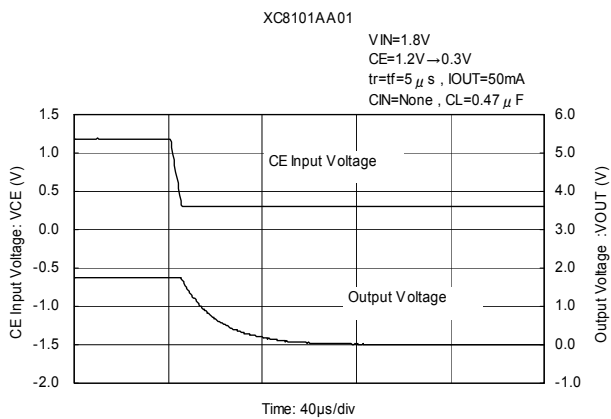 XC8101AA01
VIN=1.8V
CE=1.2V→0.3V
tr=tf=5μs , IOUT=50mA
CIN=None , CL=0.47μF
1.5
1.0
0.5
0.0
-0.5
-1.0
-1.5
-2.0
CE Input Voltage: VCE (V)
CE Input Voltage
Output Voltage
6.0
5.0
4.0
3.0
2.0
1.0
0.0
-1.0
Output Voltage :VOUT (V)
Time: 40μs/div